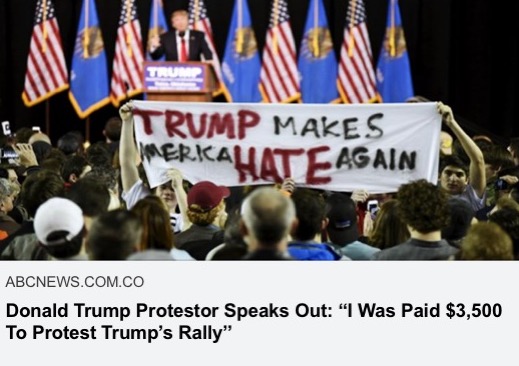 TRUMP
TRUMP MAKES
AMERICA HATE AGAIN
ABCNEWS.COM.CO
Donald Trump Protestor Speaks Out: “I Was Paid $3,500
To Protest Trump’s Rally”